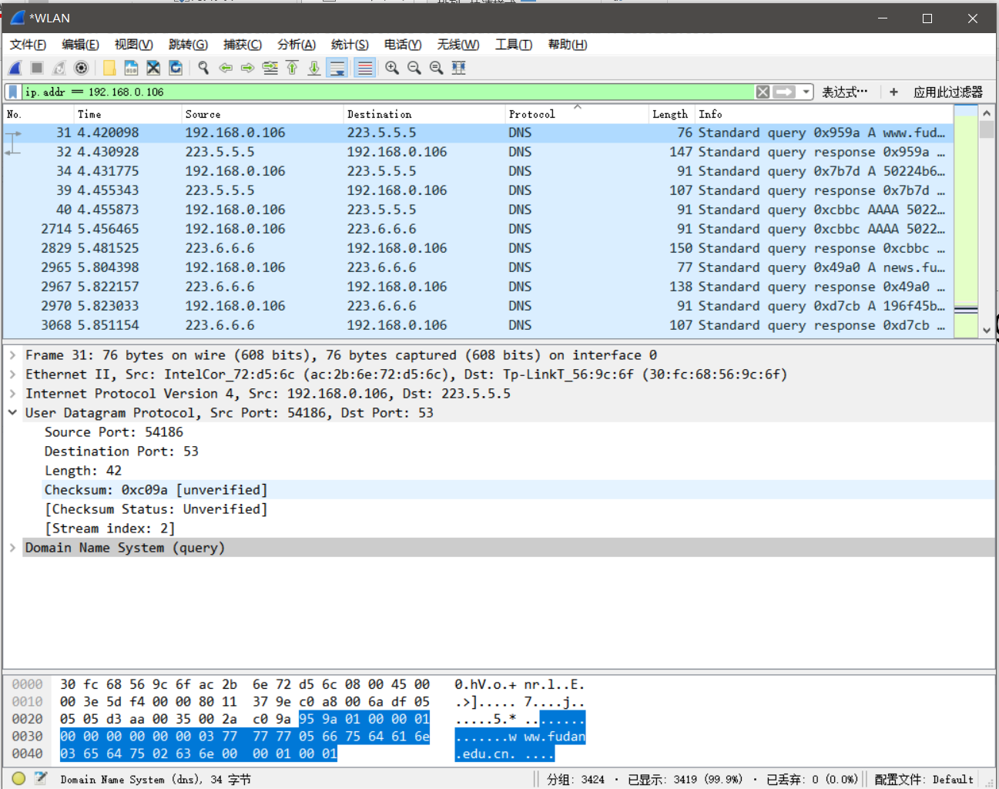 *WLAN
文件(F) 编辑(E) 视图(V) 跳转(G) 捕获(C) 分析(A) 统计(S) 电话(Y) 无线(W) 工具(T) 帮助(H)
ip.addr == 192.168.0.106 表达式… + 应用此过滤器
No. Time Source Destination Protocol Length Info
31 4.420098 192.168.0.106 223.5.5.5 DNS 76 Standard query 0x959a A www.fud…
32 4.430928 223.5.5.5 192.168.0.106 DNS 147 Standard query response 0x959a …
34 4.431775 192.168.0.106 223.5.5.5 DNS 91 Standard query 0x7b7d A 50224b6…
39 4.455343 223.5.5.5 192.168.0.106 DNS 107 Standard query response 0x7b7d …
40 4.455873 192.168.0.106 223.5.5.5 DNS 91 Standard query 0xcbbc AAAA 5022…
2714 5.456465 192.168.0.106 223.6.6.6 DNS 91 Standard query 0xcbbc AAAA 5022…
2829 5.481525 223.6.6.6 192.168.0.106 DNS 150 Standard query response 0xcbbc …
2965 5.804398 192.168.0.106 223.6.6.6 DNS 77 Standard query 0x49a0 A news.fu…
2967 5.822157 223.6.6.6 192.168.0.106 DNS 138 Standard query response 0x49a0 …
2970 5.823033 192.168.0.106 223.6.6.6 DNS 91 Standard query 0xd7cb A 196f45b…
3068 5.851154 223.6.6.6 192.168.0.106 DNS 107 Standard query response 0xd7cb …
Frame 31: 76 bytes on wire (608 bits), 76 bytes captured (608 bits) on interface 0
Ethernet II, Src: IntelCor_72:d5:6c (ac:2b:6e:72:d5:6c), Dst: Tp-LinkT_56:9c:6f (30:fc:68:56:9c:6f)
Internet Protocol Version 4, Src: 192.168.0.106, Dst: 223.5.5.5
User Datagram Protocol, Src Port: 54186, Dst Port: 53
Source Port: 54186
Destination Port: 53
Length: 42
Checksum: 0xc09a [unverified]
[Checksum Status: Unverified]
[Stream index: 2]
Domain Name System (query)
0000 30 fc 68 56 9c 6f ac 2b 6e 72 d5 6c 08 00 45 00 0.hV.o.+ nr.l..E.
0010 00 3e 5d f4 00 00 80 11 37 9e c0 a8 00 6a df 05 .>]..... 7....j..
0020 05 05 d3 aa 00 35 00 2a c0 9a 95 9a 01 00 00 01 .....5.* ........
0030 00 00 00 00 00 00 03 77 77 77 05 66 75 64 61 6e .......w ww.fudan
0040 03 65 64 75 02 63 6e 00 00 01 00 01 .edu.cn. ....
Domain Name System (dns), 34 字节 分组: 3424 · 已显示: 3419 (99.9%) · 已丢弃: 0 (0.0%) 配置文件: Default